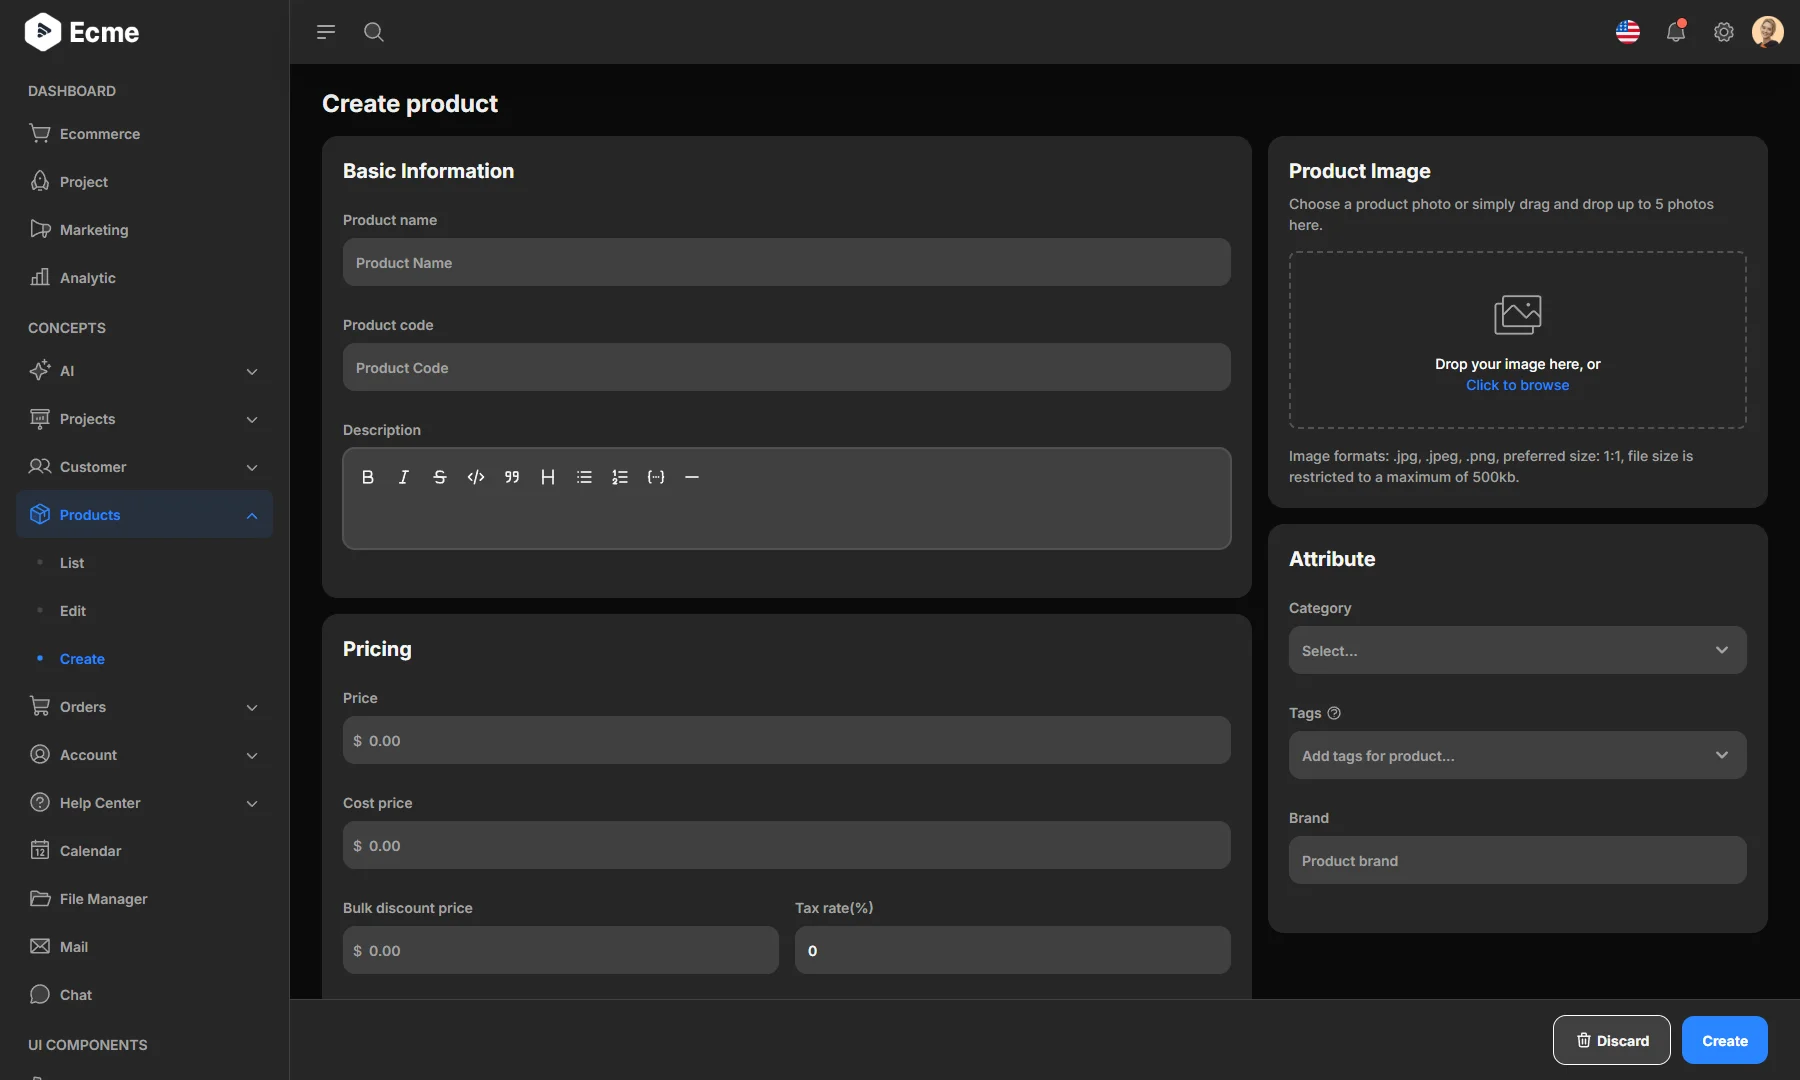 Ecme
DASHBOARD
Ecommerce
Project
Marketing
Analytic
CONCEPTS
AI
Projects
Customer
Products
List
Edit
Create
Orders
Account
Help Center
12
Calendar
File Manager
Mail
Chat
UI COMPONENTS
Create product
Basic Information
Product name
Product Name
Product code
Product Code
Description
Pricing
Price
$ 0.00
Cost price
$ 0.00
Bulk discount price
$ 0.00
Tax rate(%)
0
Product Image
Choose a product photo or simply drag and drop up to 5 photos
here.
Drop your image here, or
Click to browse
Image formats: .jpg, .jpeg, .png, preferred size: 1:1, file size is
restricted to a maximum of 500kb.
Attribute
Category
Select...
Tags
Add tags for product...
Brand
Product brand
Discard
Create